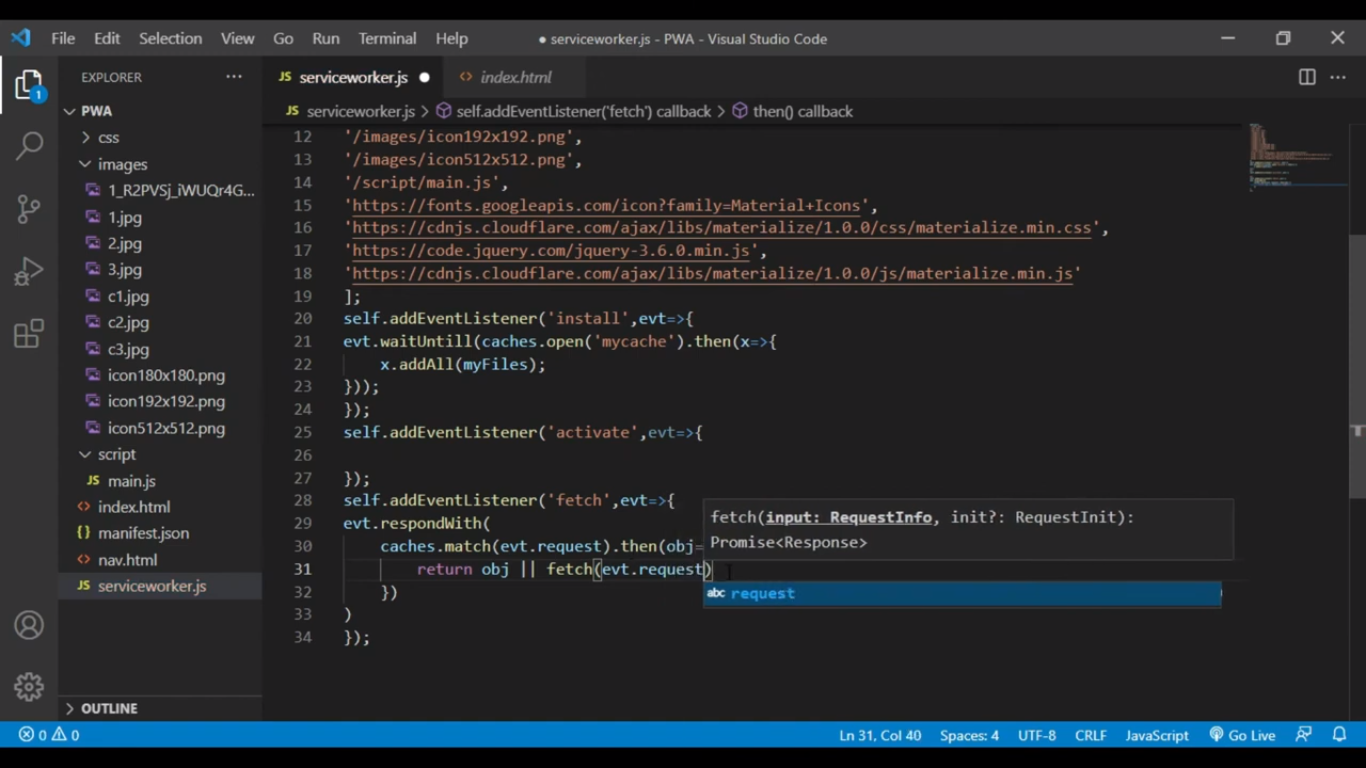 File Edit Selection View Go Run Terminal Help
● serviceworker.js - PWA - Visual Studio Code
EXPLORER ···
JS serviceworker.js ●
<> index.html
1
PWA
JS serviceworker.js > self.addEventListener('fetch') callback > then() callback
css
images
1_R2PVSj_iWUQr4G...
1.jpg
2.jpg
3.jpg
c1.jpg
c2.jpg
c3.jpg
icon180x180.png
icon192x192.png
icon512x512.png
script
JS main.js
<> index.html
{} manifest.json
<> nav.html
JS serviceworker.js
OUTLINE
12 '/images/icon192x192.png',
13 '/images/icon512x512.png',
14 '/script/main.js',
15 'https://fonts.googleapis.com/icon?family=Material+Icons',
16 'https://cdnjs.cloudflare.com/ajax/libs/materialize/1.0.0/css/materialize.min.css',
17 'https://code.jquery.com/jquery-3.6.0.min.js',
18 'https://cdnjs.cloudflare.com/ajax/libs/materialize/1.0.0/js/materialize.min.js'
19 ];
20 self.addEventListener('install',evt=>{
21 evt.waitUntill(caches.open('mycache').then(x=>{
22 x.addAll(myFiles);
23 }));
24 });
25 self.addEventListener('activate',evt=>{
26
27 });
28 self.addEventListener('fetch',evt=>{
29 evt.respondWith(
30 caches.match(evt.request).then(obj=
31 return obj || fetch(evt.request)
32 })
33 )
34 });
fetch(input: RequestInfo, init?: RequestInit):
Promise<Response>
abc request
0 0
Ln 31, Col 40 Spaces: 4 UTF-8 CRLF JavaScript Go Live